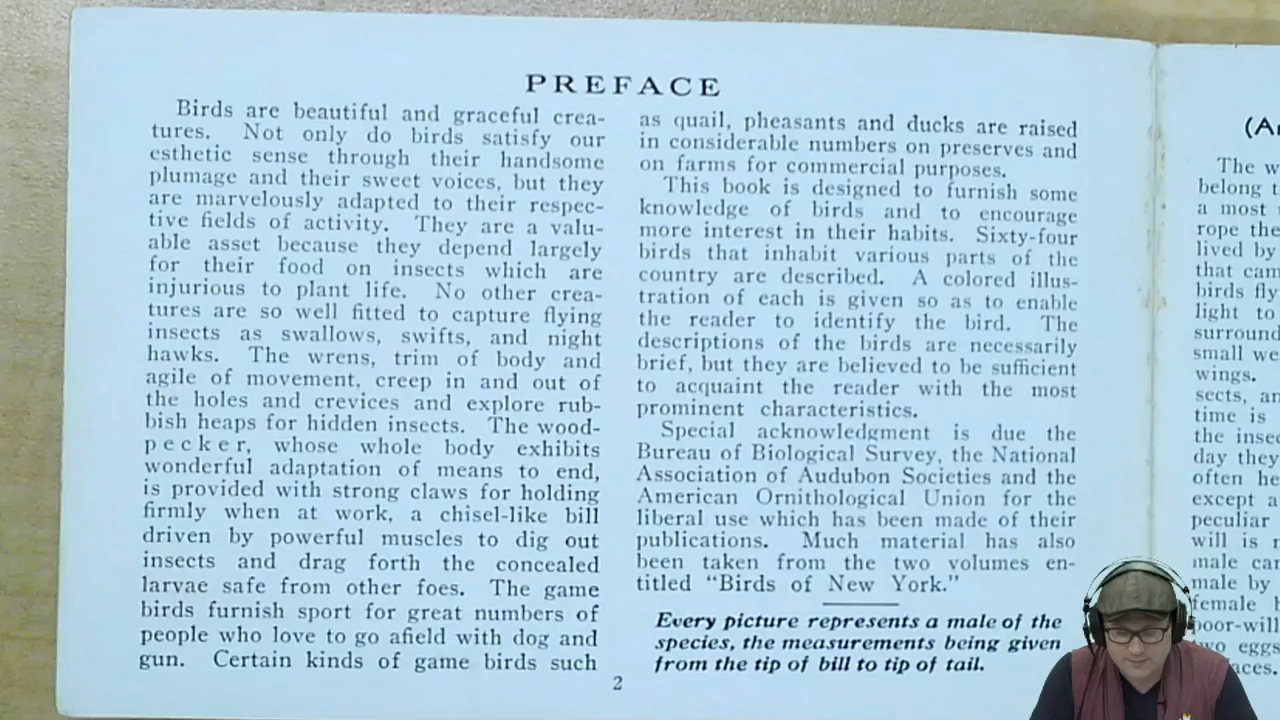 PREFACE
Birds are beautiful and graceful crea-
tures. Not only do birds satisfy our
esthetic sense through their handsome
plumage and their sweet voices, but they
are marvelously adapted to their respec-
tive fields of activity. They are a valu-
able asset because they depend largely
for their food on insects which are
injurious to plant life. No other crea-
tures are so well fitted to capture flying
insects as swallows, swifts, and night
hawks. The wrens, trim of body and
agile of movement, creep in and out of
the holes and crevices and explore rub-
bish heaps for hidden insects. The wood-
pecker, whose whole body exhibits
wonderful adaptation of means to end,
is provided with strong claws for holding
firmly when at work, a chisel-like bill
driven by powerful muscles to dig out
insects and drag forth the concealed
larvae safe from other foes. The game
birds furnish sport for great numbers of
people who love to go afield with dog and
gun. Certain kinds of game birds such
as quail, pheasants and ducks are raised
in considerable numbers on preserves and
on farms for commercial purposes.
This book is designed to furnish some
knowledge of birds and to encourage
more interest in their habits. Sixty-four
birds that inhabit various parts of the
country are described. A colored illus-
tration of each is given so as to enable
the reader to identify the bird. The
descriptions of the birds are necessarily
brief, but they are believed to be sufficient
to acquaint the reader with the most
prominent characteristics.
Special acknowledgment is due the
Bureau of Biological Survey, the National
Association of Audubon Societies and the
American Ornithological Union for the
liberal use which has been made of their
publications. Much material has also
been taken from the two volumes en-
titled "Birds of New York."
Every picture represents a male of the
species, the measurements being given
from the tip of bill to tip of tail.
2
The
belong
a most
rope the
lived by
that cam
birds fly
light to
surround
small we
wings.
sects, an
time is
the insec
day they
often he
except a
peculiar
will is
male car
male by
female
poor-will
eggs